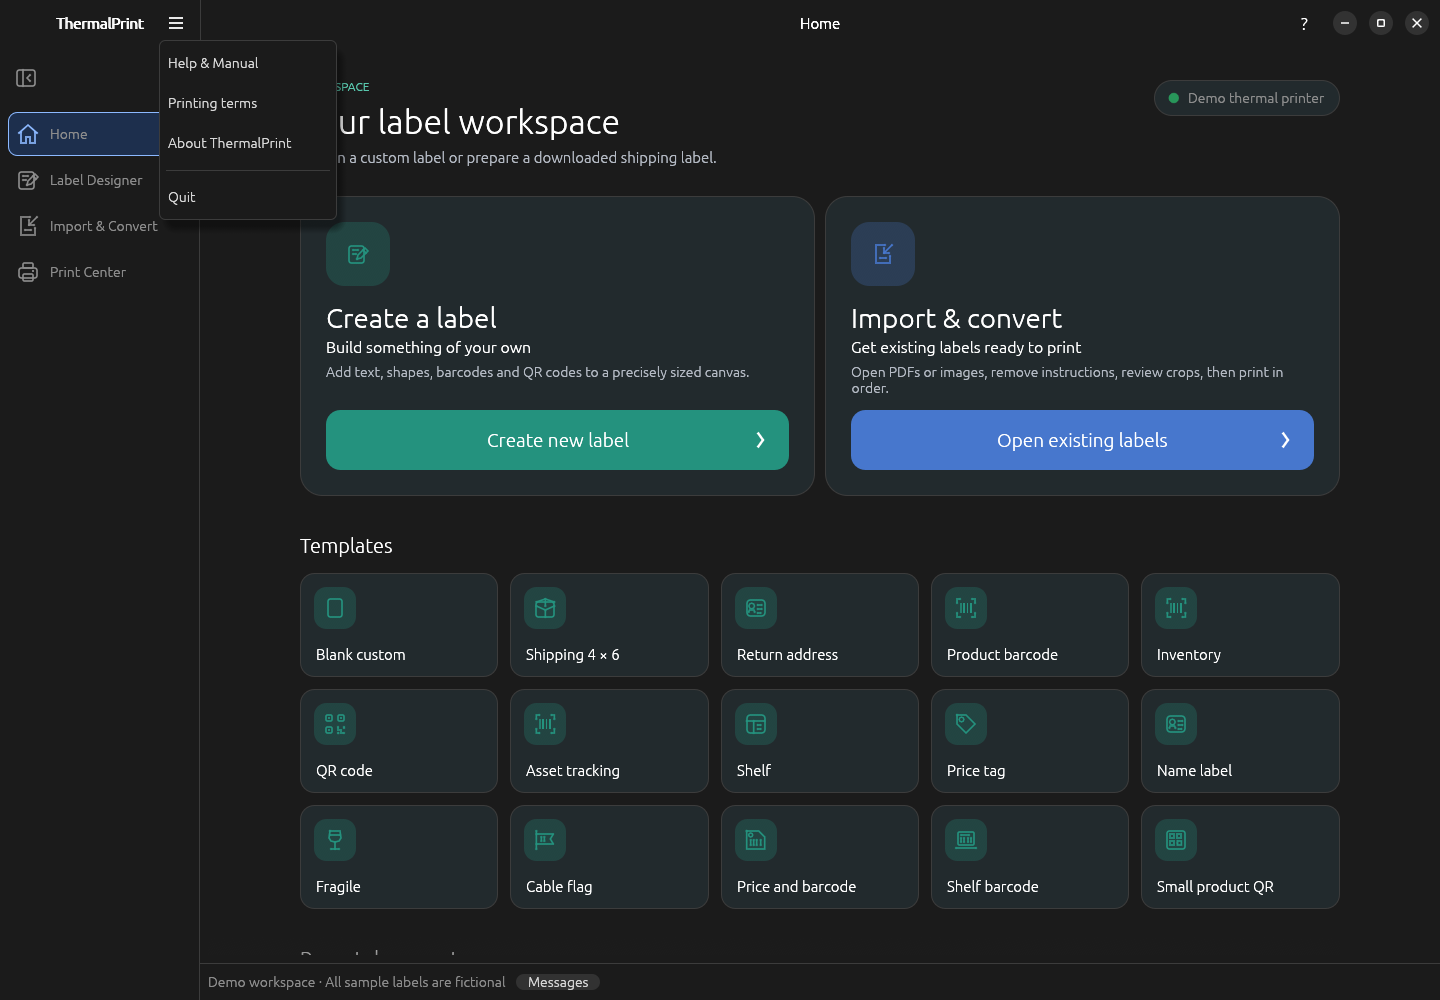 ThermalPrint
Home
?
Help & Manual
Printing terms
About ThermalPrint
Quit
Home
Label Designer
Import & Convert
Print Center
Demo thermal printer
label workspace
a custom label or prepare a downloaded shipping label.
Create a label
Build something of your own
Add text, shapes, barcodes and QR codes to a precisely sized canvas.
Create new label
Import & convert
Get existing labels ready to print
Open PDFs or images, remove instructions, review crops, then print in
order.
Open existing labels
Templates
Blank custom
Shipping 4 × 6
Return address
Product barcode
Inventory
QR code
Asset tracking
Shelf
Price tag
Name label
Fragile
Cable flag
Price and barcode
Shelf barcode
Small product QR
Demo workspace · All sample labels are fictional
Messages